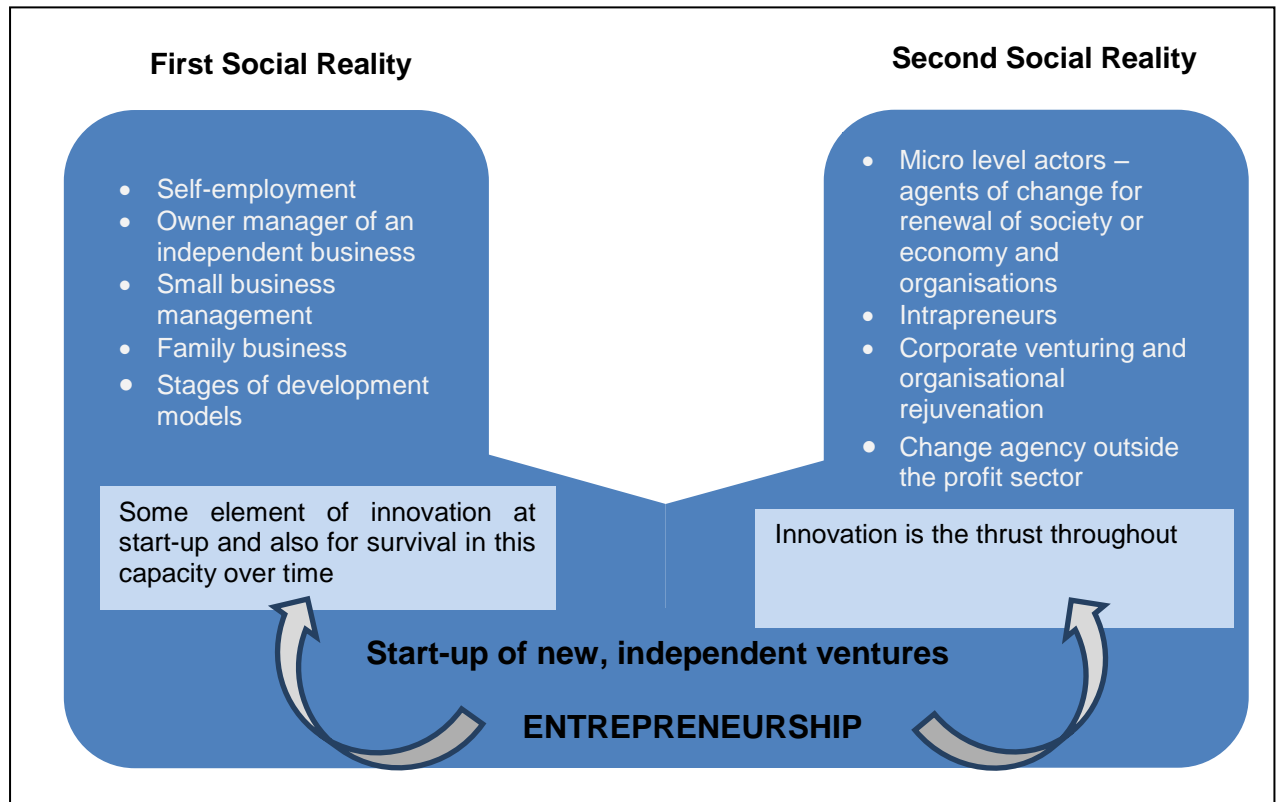 First Social Reality
• Self-employment
• Owner manager of an
independent business
• Small business
management
• Family business
• Stages of development
models
Some element of innovation at
start-up and also for survival in this
capacity over time
Second Social Reality
• Micro level actors –
agents of change for
renewal of society or
economy and
organisations
• Intrapreneurs
• Corporate venturing and
organisational
rejuvenation
• Change agency outside
the profit sector
Innovation is the thrust throughout
Start-up of new, independent ventures
ENTREPRENEURSHIP